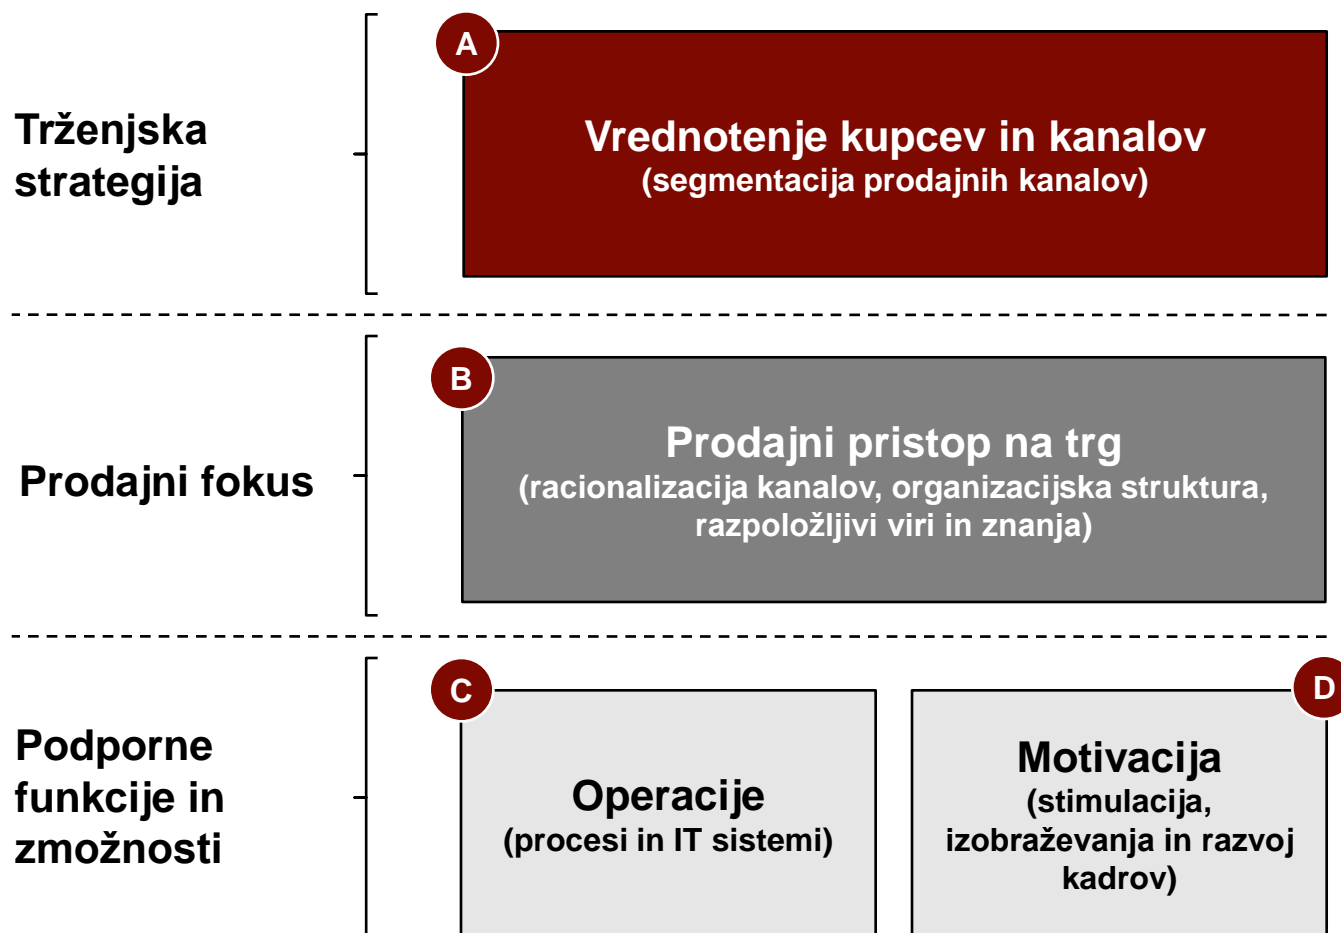 Trženjska
strategija
A
Vrednotenje kupcev in kanalov
(segmentacija prodajnih kanalov)
Prodajni fokus
B
Prodajni pristop na trg
(racionalizacija kanalov, organizacijska struktura,
razpoložljivi viri in znanja)
Podporne
funkcije in
zmožnosti
C
Operacije
(procesi in IT sistemi)
D
Motivacija
(stimulacija,
izobraževanja in razvoj
kadrov)